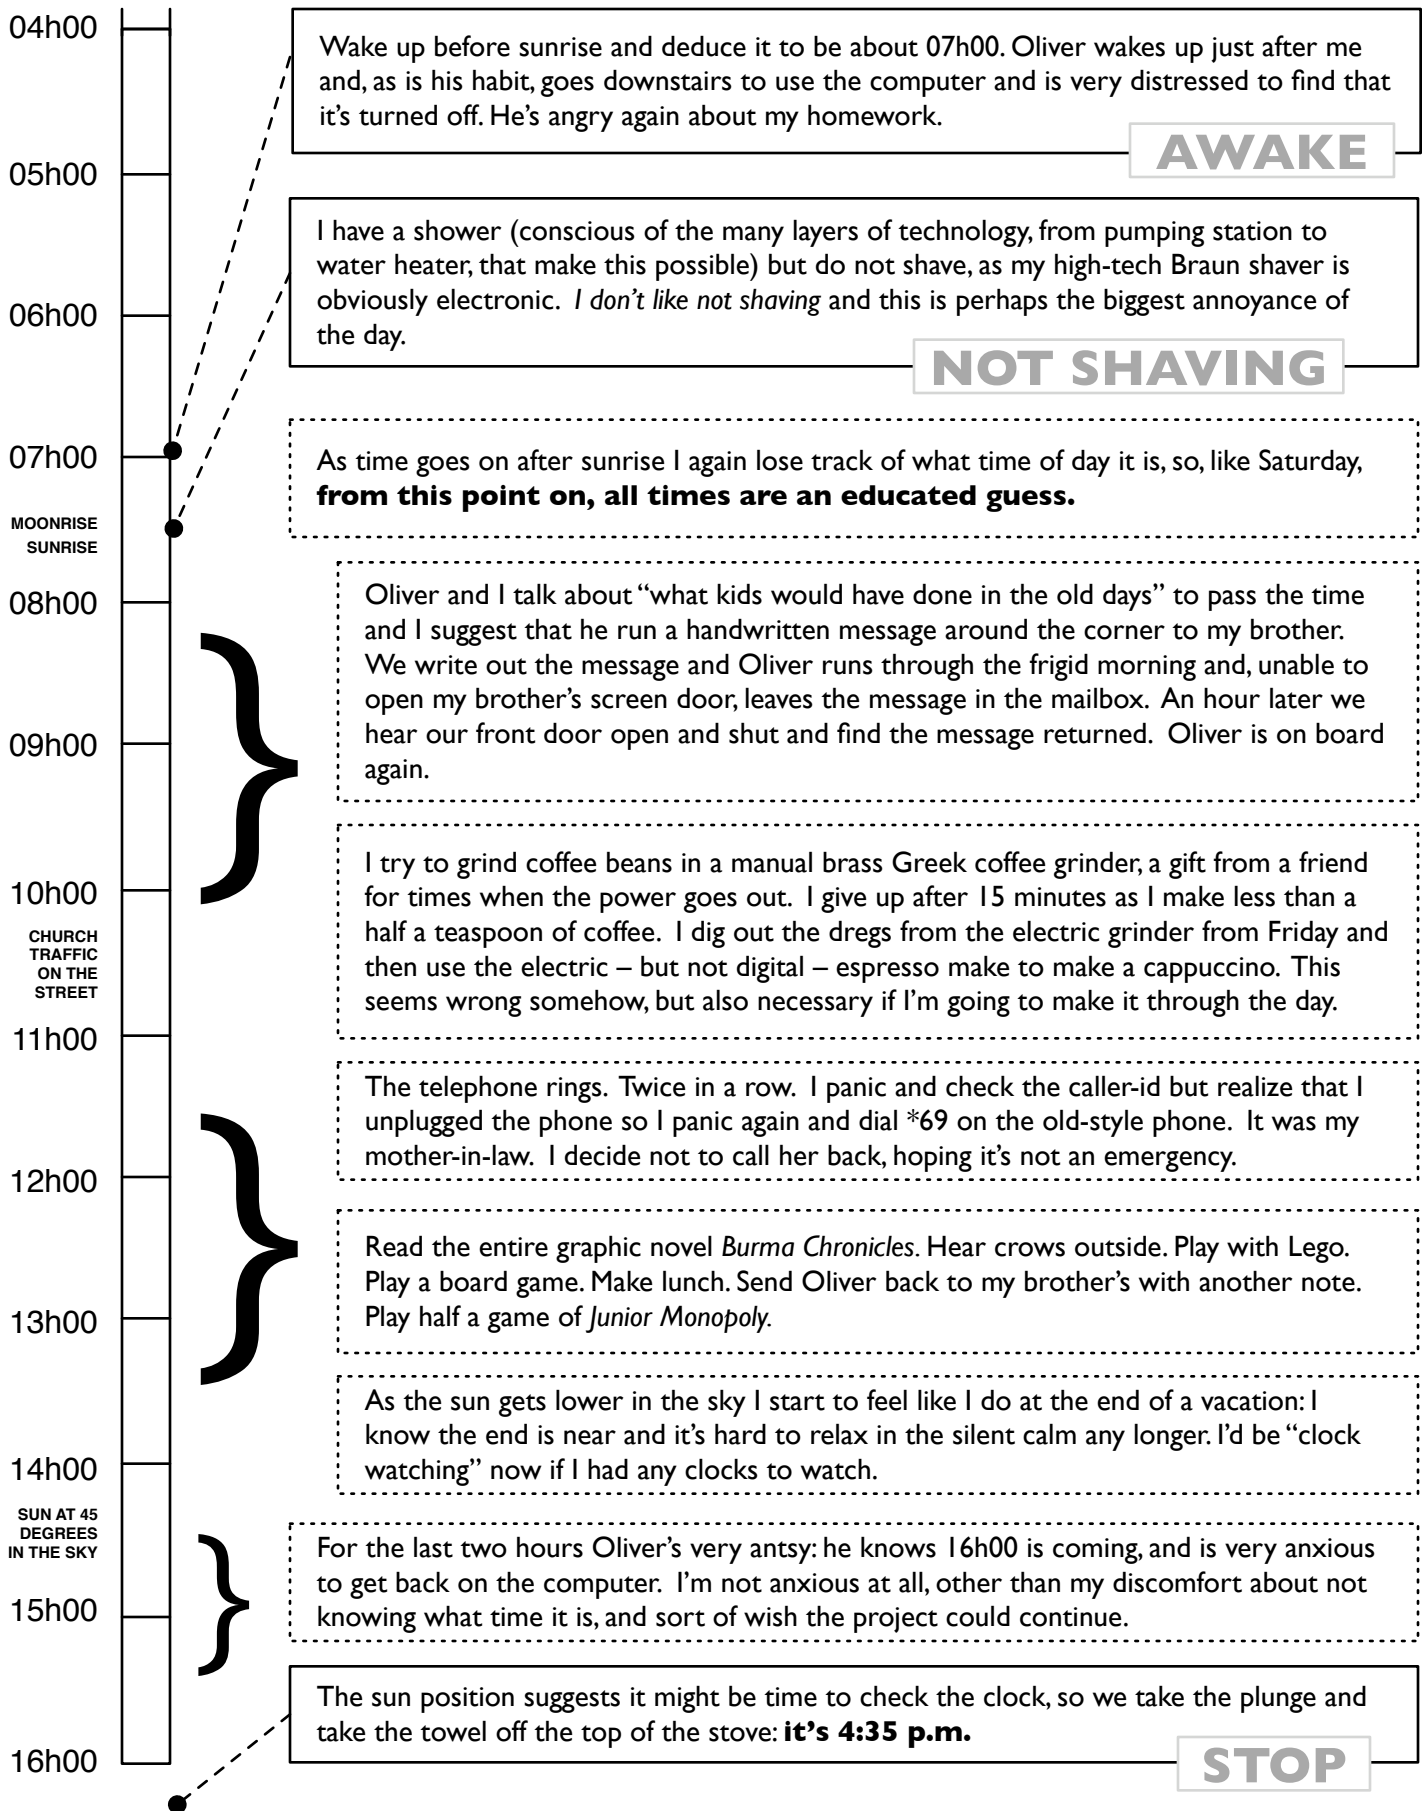 04h00
Wake up before sunrise and deduce it to be about 07h00. Oliver wakes up just after me
and, as is his habit, goes downstairs to use the computer and is very distressed to find that
it's turned off. He's angry again about my homework.
AWAKE
05h00
I have a shower (conscious of the many layers of technology, from pumping station to
water heater, that make this possible) but do not shave, as my high-tech Braun shaver is
obviously electronic. I don't like not shaving and this is perhaps the biggest annoyance of
the day.
NOT SHAVING
06h00
07h00
As time goes on after sunrise I again lose track of what time of day it is, so, like Saturday,
from this point on, all times are an educated guess.
MOONRISE
SUNRISE
08h00
Oliver and I talk about "what kids would have done in the old days" to pass the time
and I suggest that he run a handwritten message around the corner to my brother.
We write out the message and Oliver runs through the frigid morning and, unable to
open my brother's screen door, leaves the message in the mailbox. An hour later we
hear our front door open and shut and find the message returned. Oliver is on board
again.
09h00
I try to grind coffee beans in a manual brass Greek coffee grinder, a gift from a friend
for times when the power goes out. I give up after 15 minutes as I make less than a
half a teaspoon of coffee. I dig out the dregs from the electric grinder from Friday and
then use the electric – but not digital – espresso make to make a cappuccino. This
seems wrong somehow, but also necessary if I'm going to make it through the day.
10h00
CHURCH
TRAFFIC
ON THE
STREET
11h00
The telephone rings. Twice in a row. I panic and check the caller-id but realize that I
unplugged the phone so I panic again and dial *69 on the old-style phone. It was my
mother-in-law. I decide not to call her back, hoping it's not an emergency.
12h00
Read the entire graphic novel Burma Chronicles. Hear crows outside. Play with Lego.
Play a board game. Make lunch. Send Oliver back to my brother's with another note.
Play half a game of Junior Monopoly.
13h00
As the sun gets lower in the sky I start to feel like I do at the end of a vacation: I
know the end is near and it's hard to relax in the silent calm any longer. I'd be "clock
watching" now if I had any clocks to watch.
14h00
SUN AT 45
DEGREES
IN THE SKY
For the last two hours Oliver's very antsy: he knows 16h00 is coming, and is very anxious
to get back on the computer. I'm not anxious at all, other than my discomfort about not
knowing what time it is, and sort of wish the project could continue.
15h00
The sun position suggests it might be time to check the clock, so we take the plunge and
take the towel off the top of the stove: it's 4:35 p.m.
STOP
16h00